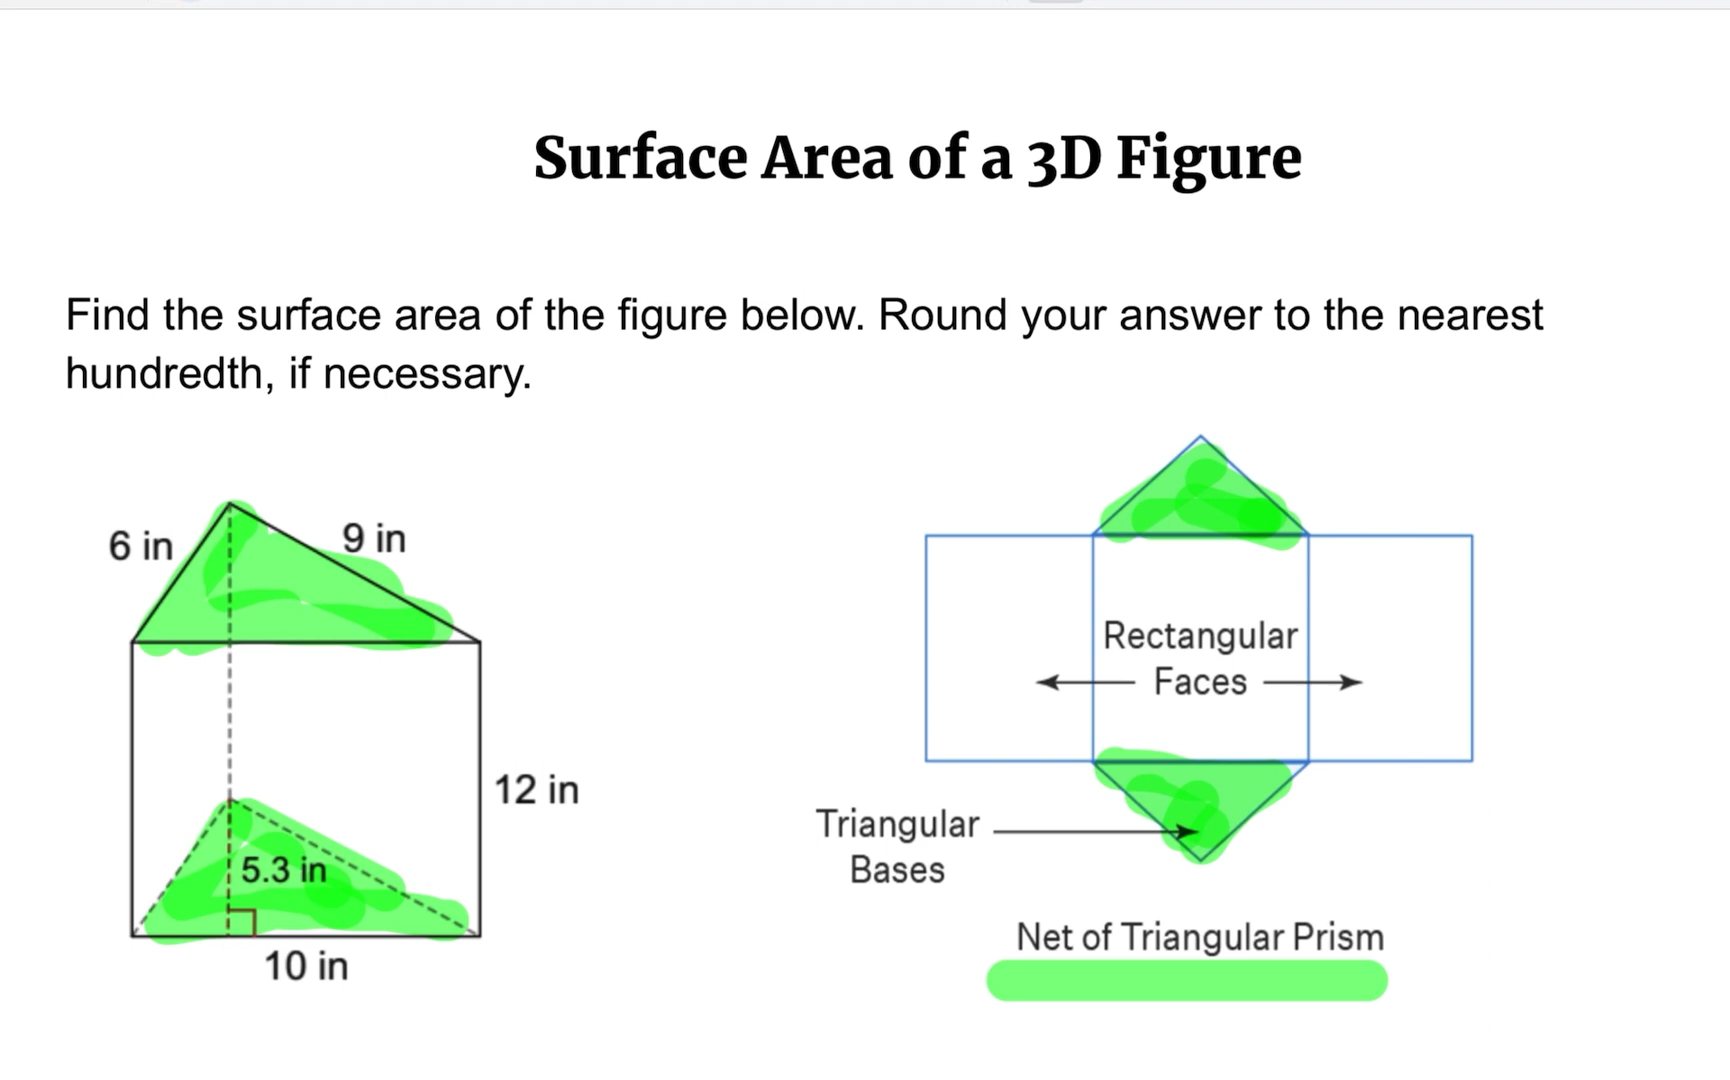 Surface Area of a 3D Figure
Find the surface area of the figure below. Round your answer to the nearest
hundredth, if necessary.
6 in
9 in
12 in
5.3 in
10 in
Rectangular
Faces
Triangular
Bases
Net of Triangular Prism